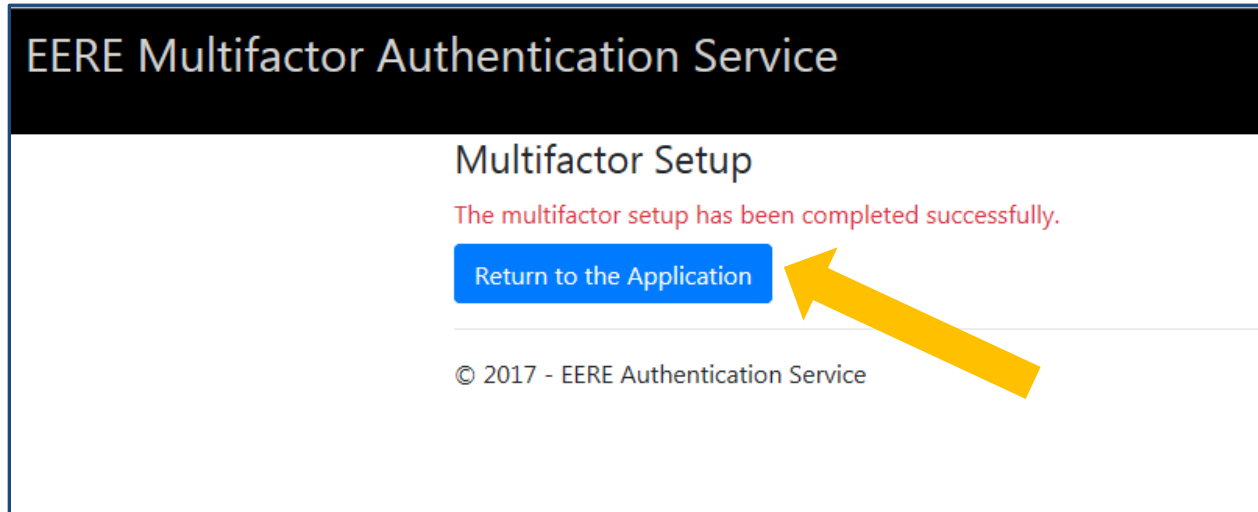 EERE Multifactor Authentication Service
Multifactor Setup
The multifactor setup has been completed successfully.
Return to the Application
© 2017 - EERE Authentication Service